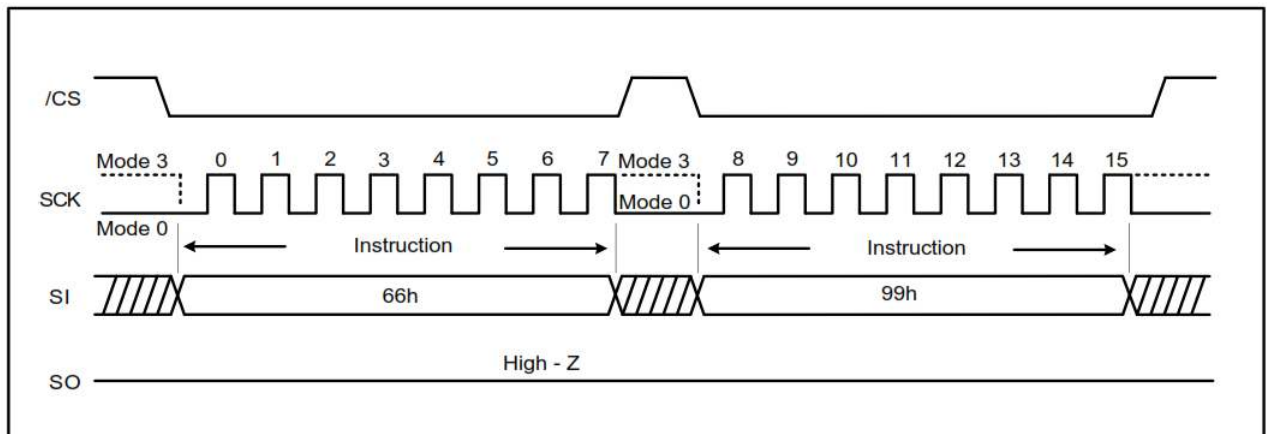 /CS
Mode 3 0 1 2 3 4 5 6 7 Mode 3 8 9 10 11 12 13 14 15
SCK
Mode 0
Mode 0
Instruction Instruction
SI 66h 99h
High - Z
SO